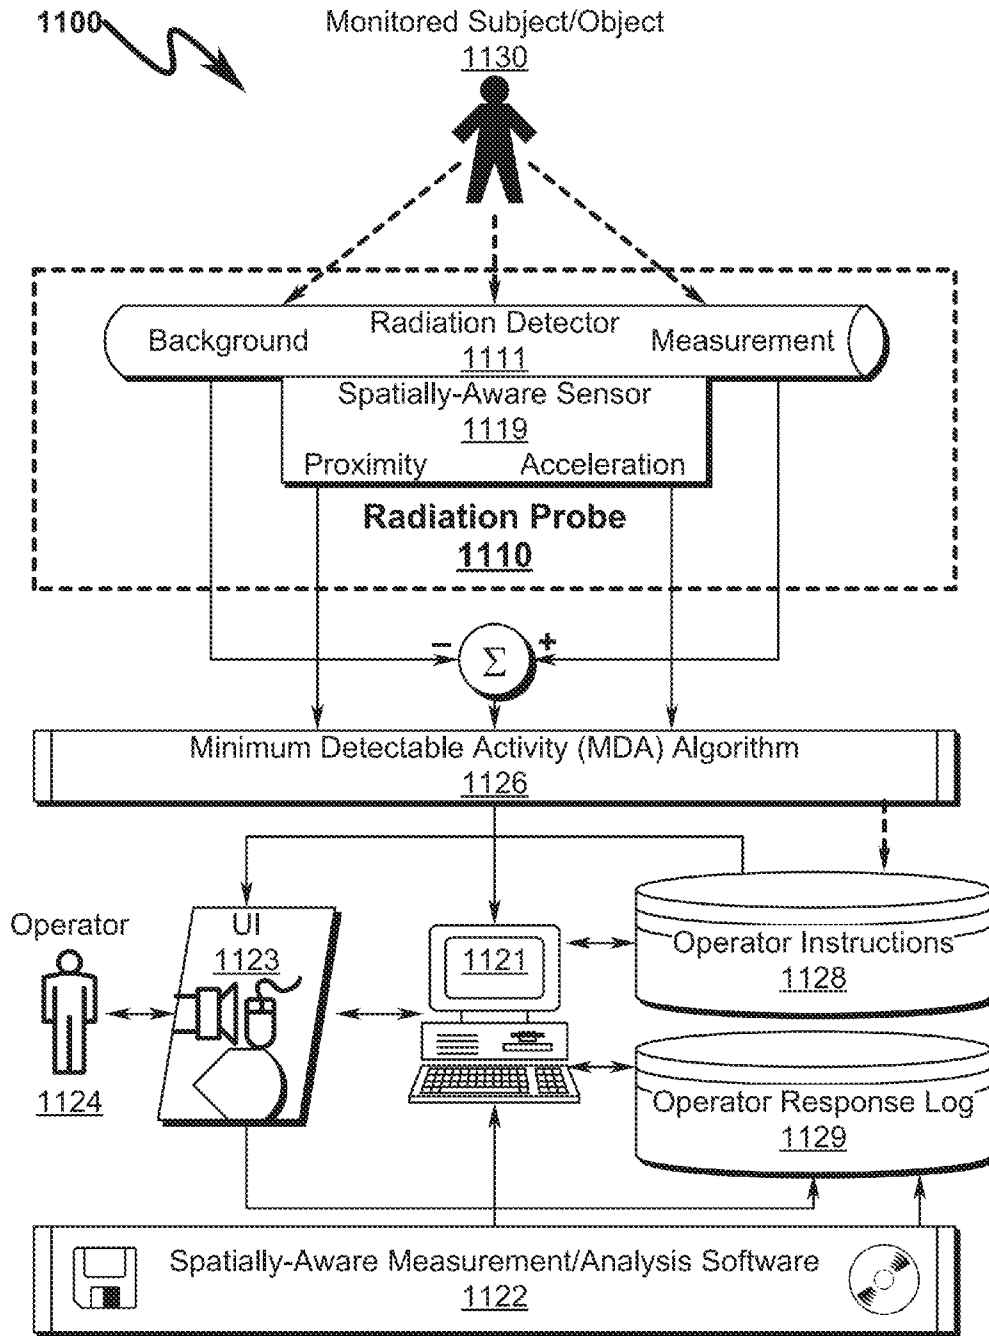 1100
Monitored Subject/Object
1130
Radiation Detector
Background
Measurement
1111
Spatially-Aware Sensor
1119
Proximity
Acceleration
Radiation Probe
1110
− +
Σ
Minimum Detectable Activity (MDA) Algorithm
1126
Operator
UI
1123
1121
Operator Instructions
1128
1124
Operator Response Log
1129
Spatially-Aware Measurement/Analysis Software
1122